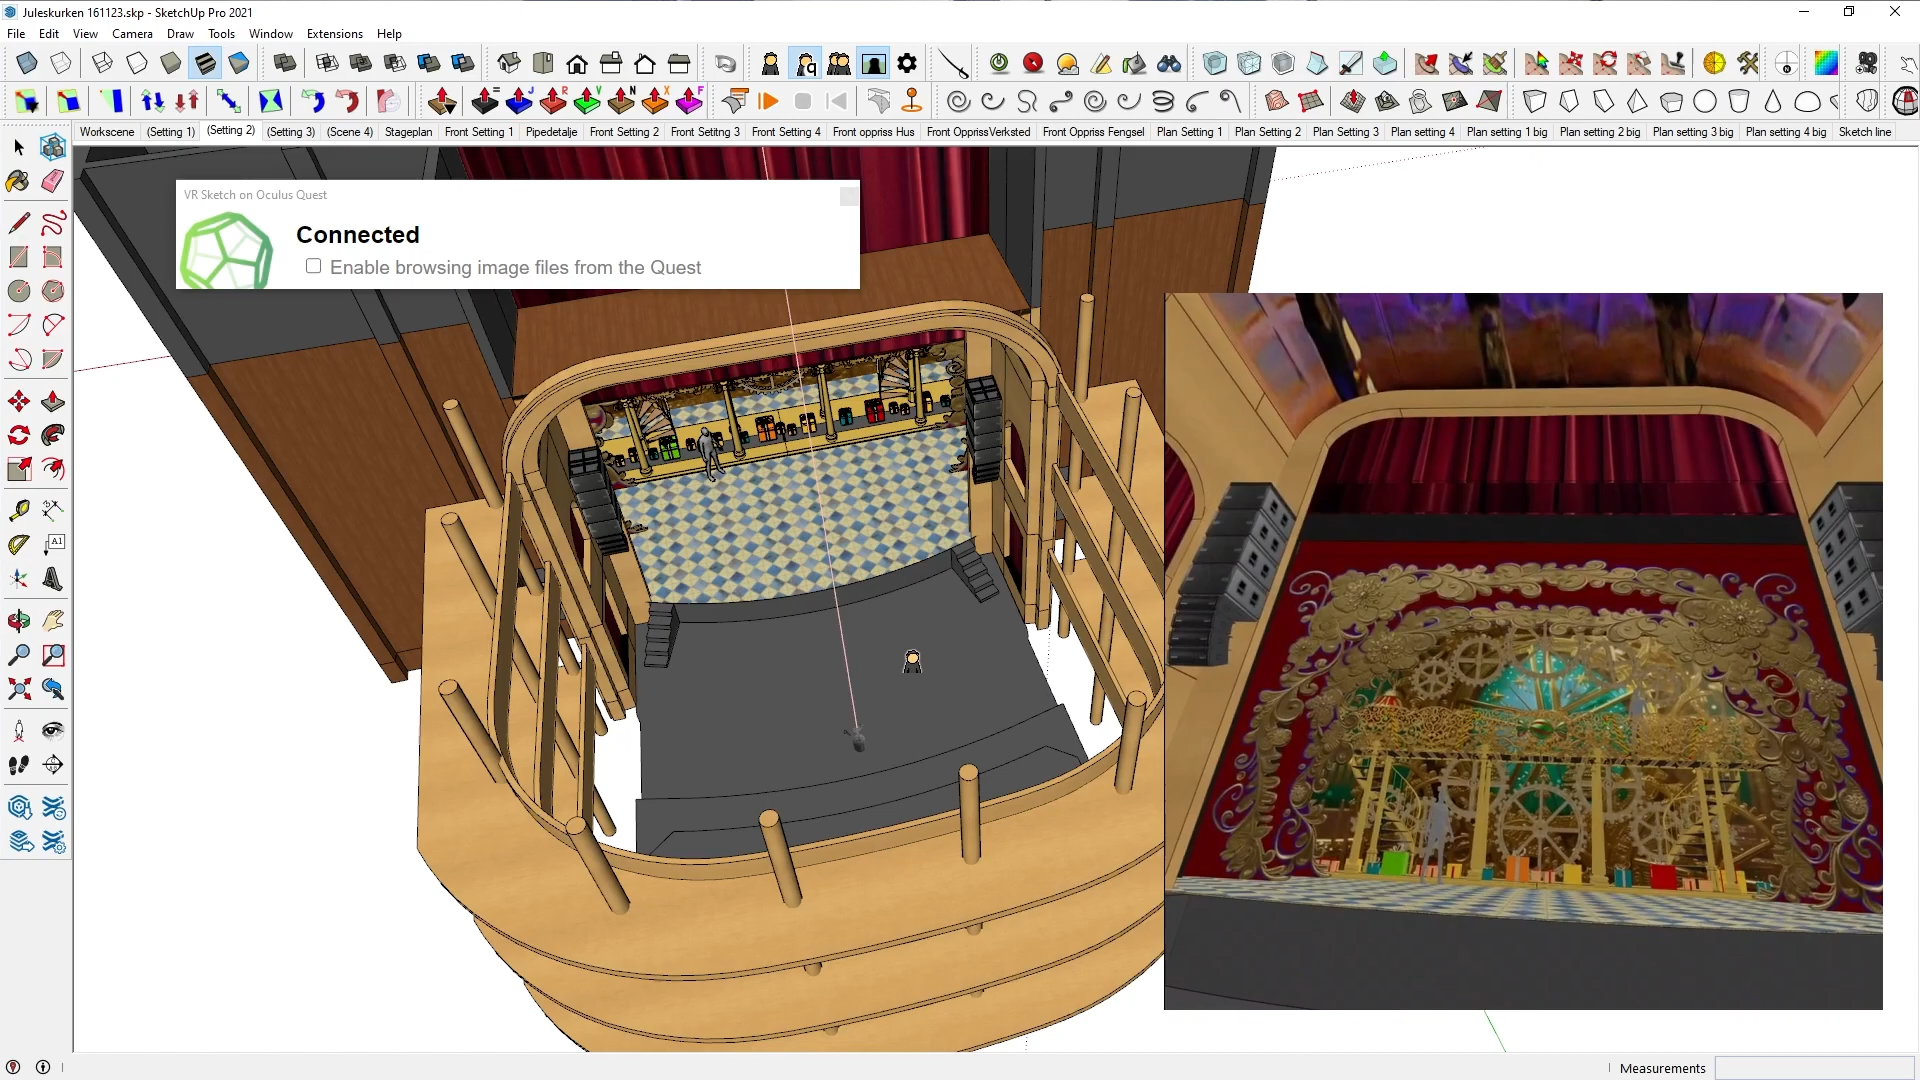 Juleskurken 161123.skp - SketchUp Pro 2021
File Edit View Camera Draw Tools Window Extensions Help
q
= J R V N X F
Workscene (Setting 1) (Setting 2) (Setting 3) (Scene 4) Stageplan Front Setting 1 Pipedetalje Front Setting 2 Front Setting 3 Front Setting 4 Front oppriss Hus Front OpprissVerksted Front Oppriss Fengsel Plan Setting 1 Plan Setting 2 Plan Setting 3 Plan setting 4 Plan setting 1 big Plan setting 2 big Plan setting 3 big Plan setting 4 big Sketch line
VR Sketch on Oculus Quest
Connected
Enable browsing image files from the Quest
A1
Measurements